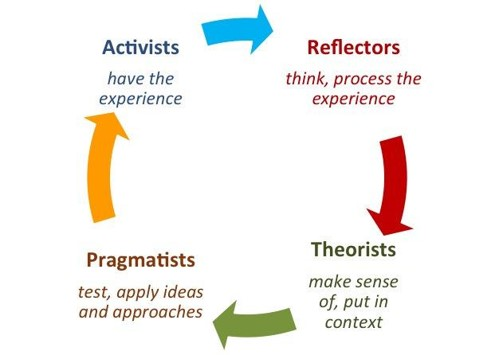 Activists
have the
experience
Reflectors
think, process the
experience
Theorists
make sense
of, put in
context
Pragmatists
test, apply ideas
and approaches